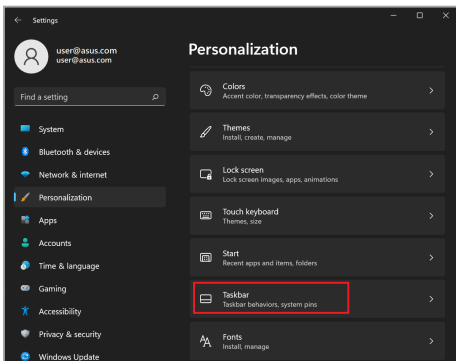 Settings
user@asus.com
user@asus.com
Find a setting
System
Bluetooth & devices
Network & internet
Personalization
Apps
Accounts
Time & language
Gaming
Accessibility
Privacy & security
Windows Update
Personalization
Colors
Accent color, transparency effects, color theme
Themes
Install, create, manage
Lock screen
Lock screen images, apps, animations
Touch keyboard
Themes, size
Start
Recent apps and items, folders
Taskbar
Taskbar behaviors, system pins
Fonts
Install, manage